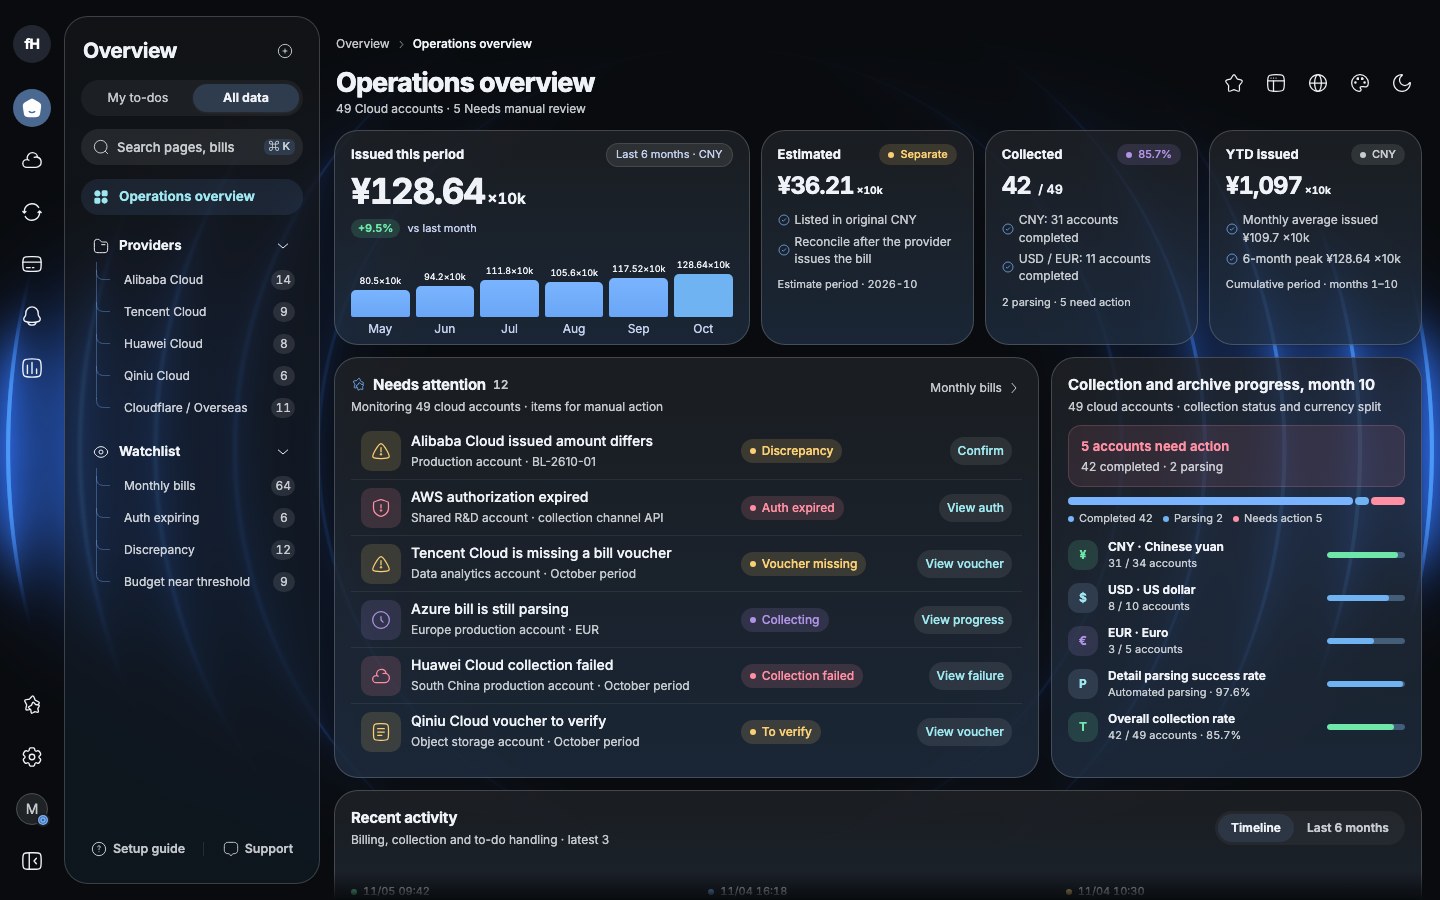 fH
Overview
My to-dos
All data
Search pages, bills
⌘ K
Operations overview
Providers
Alibaba Cloud 14
Tencent Cloud 9
Huawei Cloud 8
Qiniu Cloud 6
Cloudflare / Overseas 11
Watchlist
Monthly bills 64
Auth expiring 6
Discrepancy 12
Budget near threshold 9
M
Setup guide
Support
Overview > Operations overview
Operations overview
49 Cloud accounts · 5 Needs manual review
Issued this period
Last 6 months · CNY
¥128.64×10k
+9.5% vs last month
80.5×10k
94.2×10k
111.8×10k
105.6×10k
117.52×10k
128.64×10k
May Jun Jul Aug Sep Oct
Estimated
Separate
¥36.21×10k
Listed in original CNY
Reconcile after the provider
issues the bill
Estimate period · 2026-10
Collected
85.7%
42 / 49
CNY: 31 accounts
completed
USD / EUR: 11 accounts
completed
2 parsing · 5 need action
YTD issued
CNY
¥1,097×10k
Monthly average issued
¥109.7 ×10k
6-month peak ¥128.64 ×10k
Cumulative period · months 1–10
Needs attention 12
Monthly bills
Monitoring 49 cloud accounts · items for manual action
Alibaba Cloud issued amount differs
Production account · BL-2610-01
Discrepancy
Confirm
AWS authorization expired
Shared R&D account · collection channel API
Auth expired
View auth
Tencent Cloud is missing a bill voucher
Data analytics account · October period
Voucher missing
View voucher
Azure bill is still parsing
Europe production account · EUR
Collecting
View progress
Huawei Cloud collection failed
South China production account · October period
Collection failed
View failure
Qiniu Cloud voucher to verify
Object storage account · October period
To verify
View voucher
Collection and archive progress, month 10
49 cloud accounts · collection status and currency split
5 accounts need action
42 completed · 2 parsing
Completed 42
Parsing 2
Needs action 5
¥
CNY · Chinese yuan
31 / 34 accounts
$
USD · US dollar
8 / 10 accounts
€
EUR · Euro
3 / 5 accounts
P
Detail parsing success rate
Automated parsing · 97.6%
T
Overall collection rate
42 / 49 accounts · 85.7%
Recent activity
Billing, collection and to-do handling · latest 3
Timeline
Last 6 months
11/05 09:42
11/04 16:18
11/04 10:30